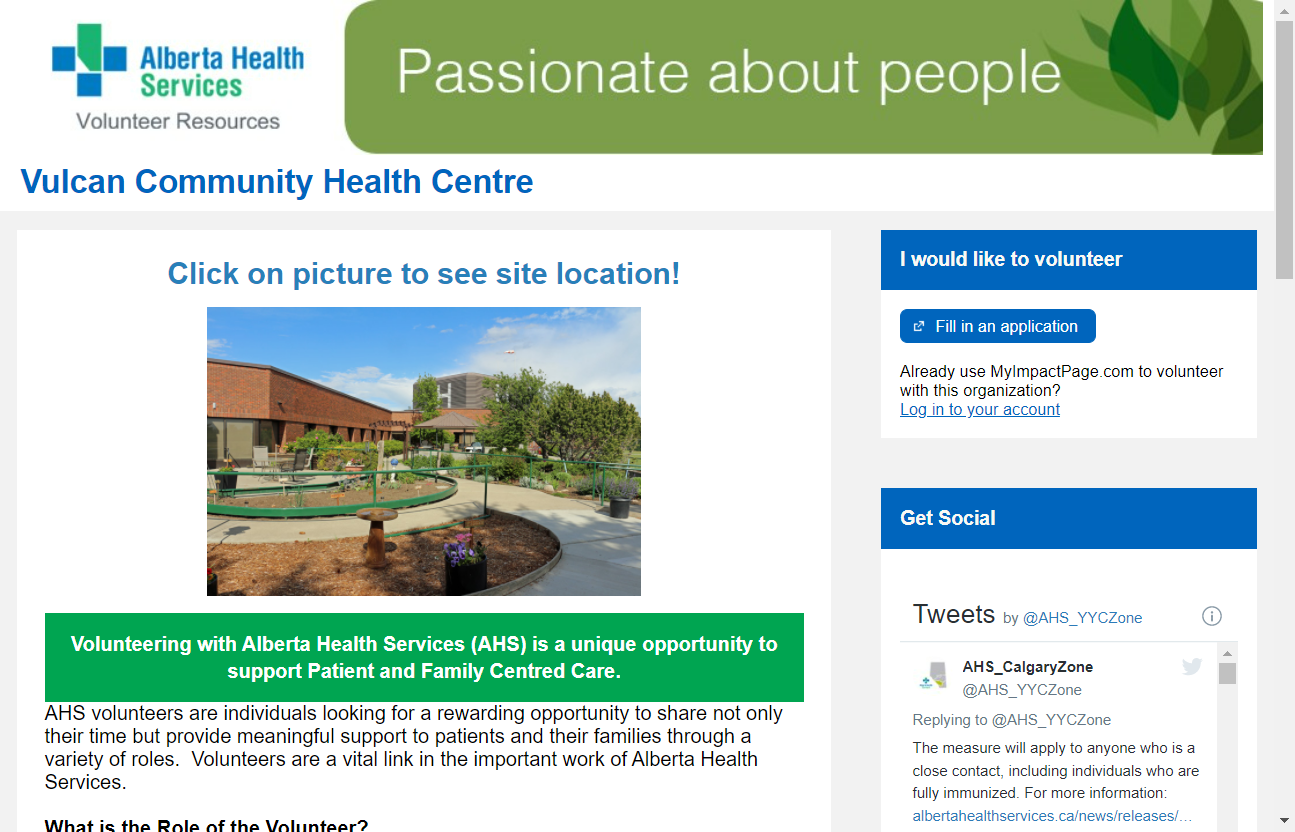 Alberta Health
Services
Volunteer Resources
Passionate about people
Vulcan Community Health Centre
Click on picture to see site location!
Volunteering with Alberta Health Services (AHS) is a unique opportunity to
support Patient and Family Centred Care.
AHS volunteers are individuals looking for a rewarding opportunity to share not only
their time but provide meaningful support to patients and their families through a
variety of roles.  Volunteers are a vital link in the important work of Alberta Health
Services.
What is the Role of the Volunteer?
I would like to volunteer
Fill in an application
Already use MyImpactPage.com to volunteer
with this organization?
Log in to your account
Get Social
Tweets by @AHS_YYCZone
AHS_CalgaryZone
@AHS_YYCZone
Replying to @AHS_YYCZone
The measure will apply to anyone who is a
close contact, including individuals who are
fully immunized. For more information:
albertahealthservices.ca/news/releases/…